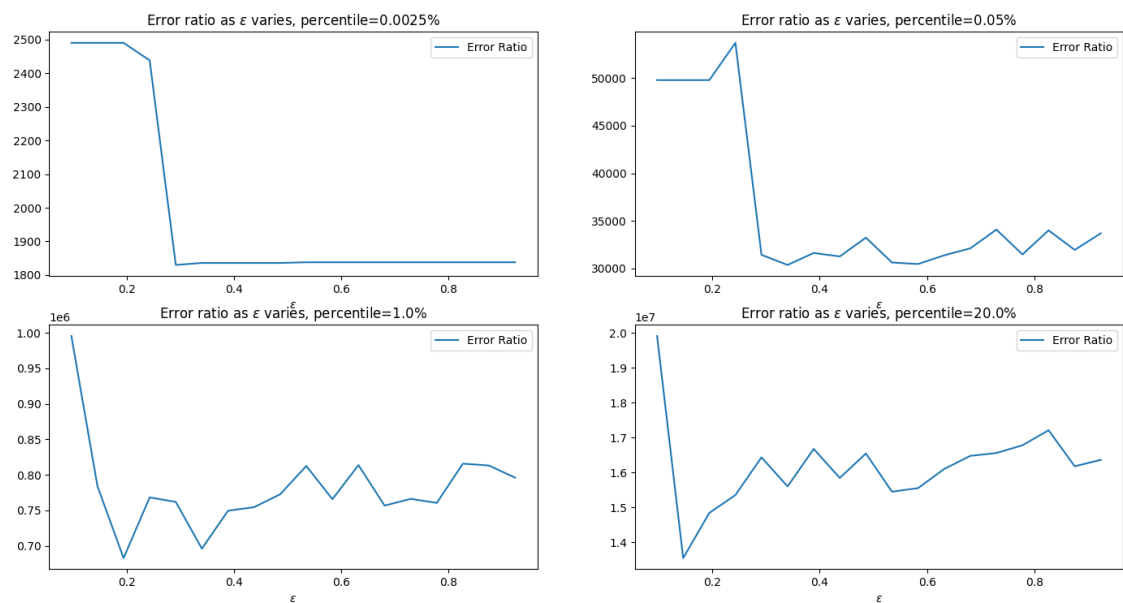 Error ratio as ε varies, percentile=0.0025%
Error Ratio
2500
2400
2300
2200
2100
2000
1900
1800
0.2 0.4 0.6 0.8
ε
Error ratio as ε varies, percentile=0.05%
Error Ratio
50000
45000
40000
35000
30000
0.2 0.4 0.6 0.8
ε
Error ratio as ε varies, percentile=1.0%
1e6
Error Ratio
1.00
0.95
0.90
0.85
0.80
0.75
0.70
0.2 0.4 0.6 0.8
ε
Error ratio as ε varies, percentile=20.0%
1e7
Error Ratio
2.0
1.9
1.8
1.7
1.6
1.5
1.4
0.2 0.4 0.6 0.8
ε